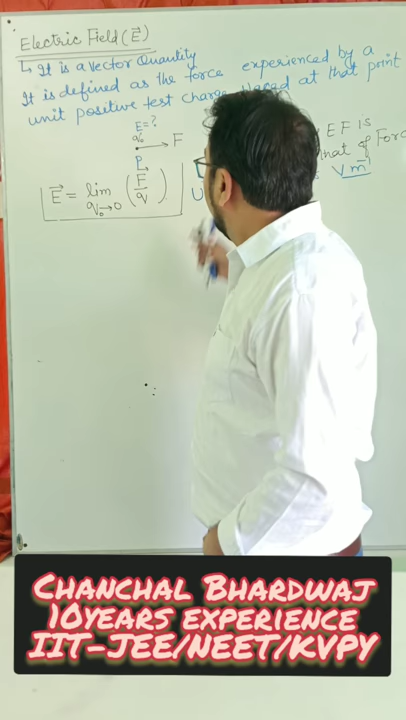 Electric Field (E⃗)
↳ It is a vector Quantity
It is defined as the force experienced by a
unit positive test charge placed at that point
E=?
q₀ → F
P
E⃗ = lim q₀→0 (F⃗/q₀)
EF is
that of Forc
U
V m⁻¹
CHANCHAL BHARDWAJ
10YEARS EXPERIENCE
IIT-JEE/NEET/KVPY